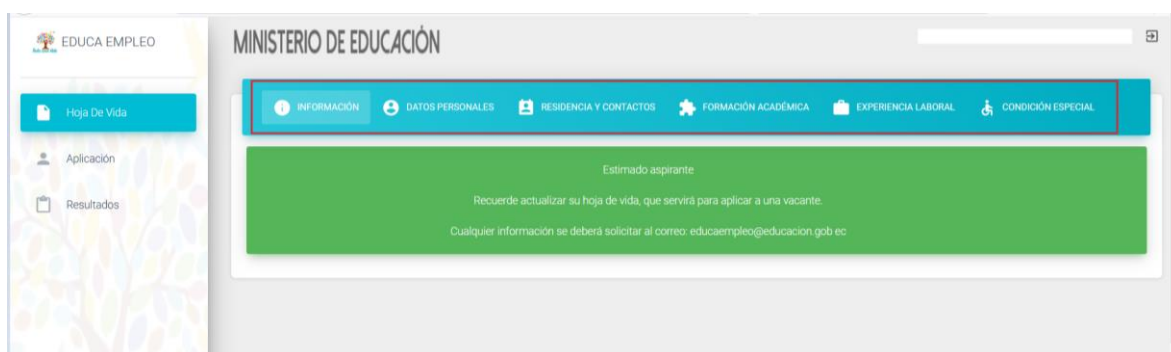 EDUCA EMPLEO
MINISTERIO DE EDUCACIÓN
Hoja De Vida
Aplicación
Resultados
INFORMACIÓN
DATOS PERSONALES
RESIDENCIA Y CONTACTOS
FORMACIÓN ACADÉMICA
EXPERIENCIA LABORAL
CONDICIÓN ESPECIAL
Estimado aspirante
Recuerde actualizar su hoja de vida, que servirá para aplicar a una vacante.
Cualquier información se deberá solicitar al correo: educaempleo@educacion.gob ec